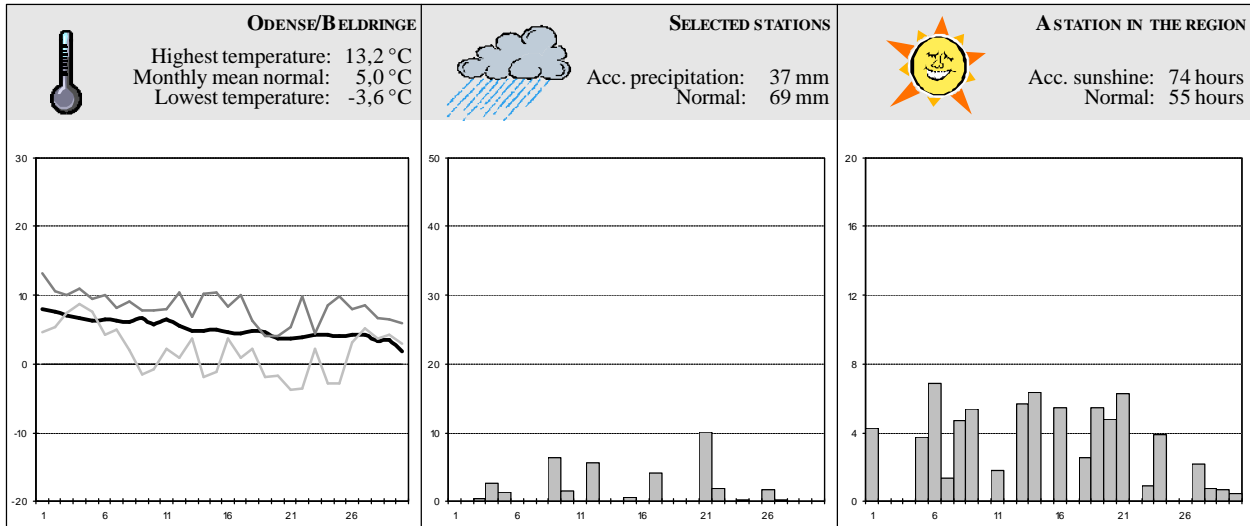 ODENSE/BELDRINGE
Highest temperature: 13,2 °C
Monthly mean normal: 5,0 °C
Lowest temperature: -3,6 °C
SELECTED STATIONS
Acc. precipitation: 37 mm
Normal: 69 mm
A STATION IN THE REGION
Acc. sunshine: 74 hours
Normal: 55 hours
30
20
10
0
-10
-20
1 6 11 16 21 26
50
40
30
20
10
0
1 6 11 16 21 26
20
16
12
8
4
0
1 6 11 16 21 26